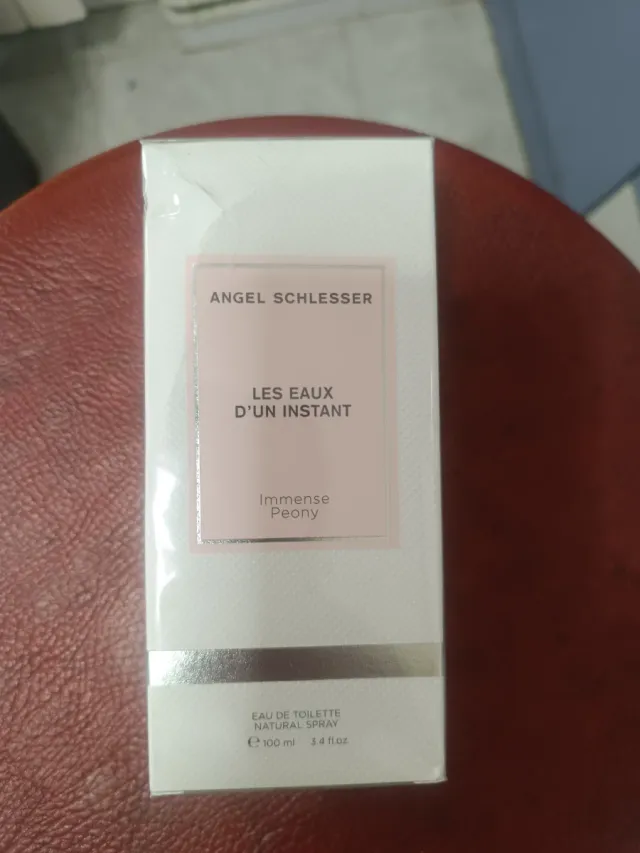 ANGEL SCHLESSER
LES EAUX
D'UN INSTANT
Immense
Peony
EAU DE TOILETTE
NATURAL SPRAY
℮ 100 ml 3.4 fl.oz.